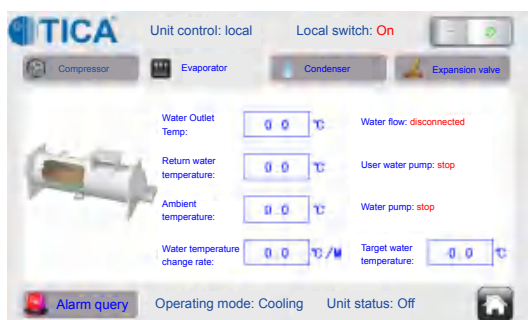 TICA Unit control: local Local switch: On
Compressor Evaporator Condenser Expansion valve
Water Outlet Temp: 0.0 ℃ Water flow: disconnected
Return water temperature: 0.0 ℃ User water pump: stop
Ambient temperature: 0.0 ℃ Water pump: stop
Water temperature change rate: 0.0 ℃/M Target water temperature: -0.0 ℃
Alarm query Operating mode: Cooling Unit status: Off